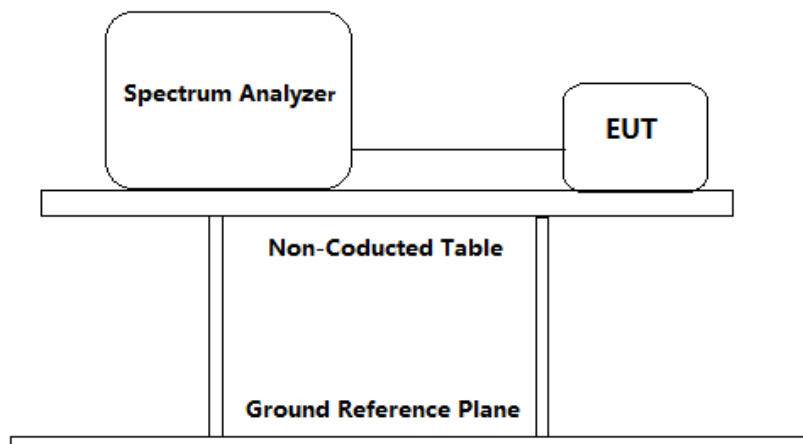 Spectrum Analyzer
EUT
Non-Coducted Table
Ground Reference Plane